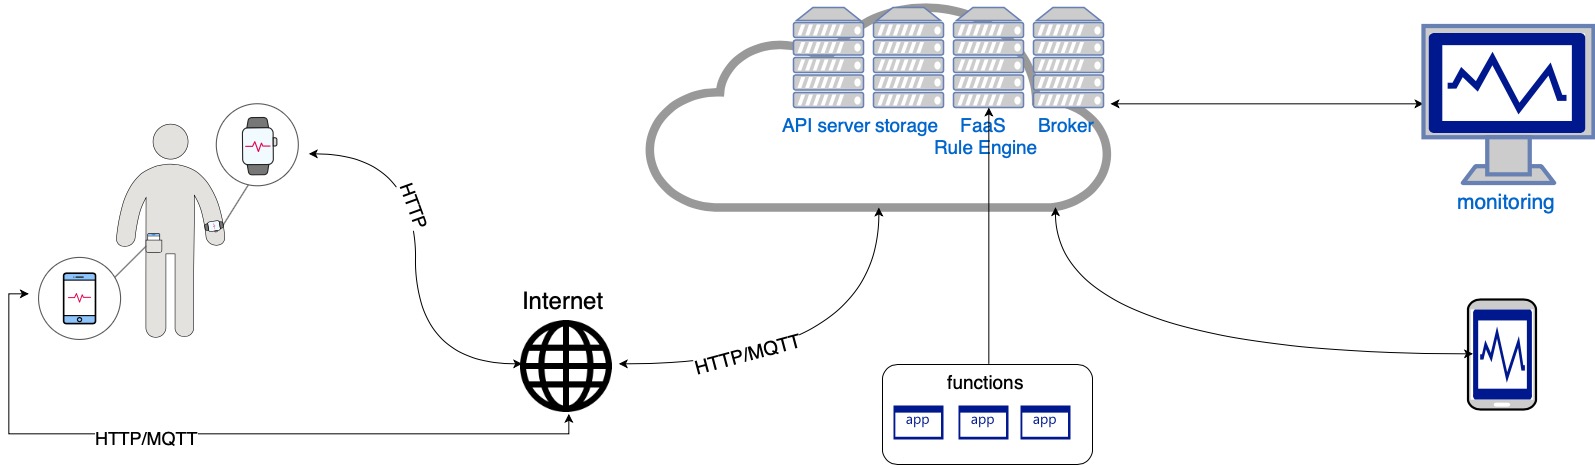 API server storage FaaS Broker
Rule Engine
monitoring
HTTP
Internet
HTTP/MQTT
functions
app app app
HTTP/MQTT